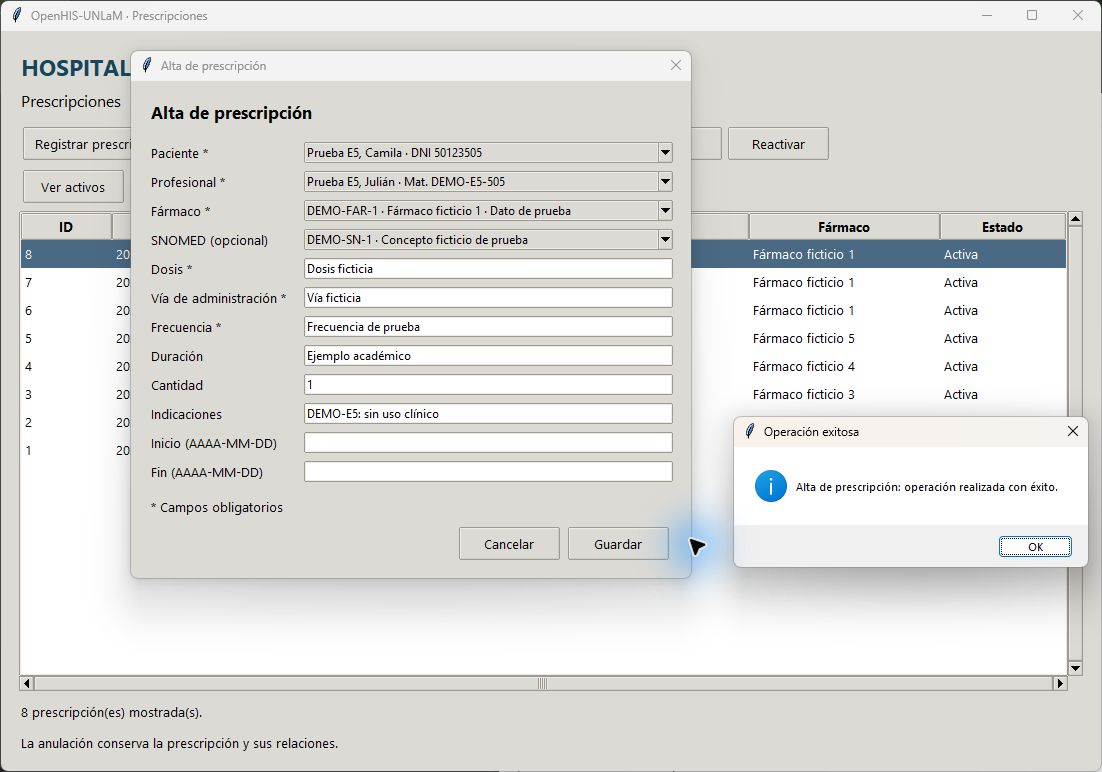 OpenHIS-UNLaM · Prescripciones
HOSPITAL
Prescripciones
Registrar prescri
Reactivar
Ver activos
ID
Fármaco
Estado
8 20 Fármaco ficticio 1 Activa
7 20 Fármaco ficticio 1 Activa
6 20 Fármaco ficticio 1 Activa
5 20 Fármaco ficticio 5 Activa
4 20 Fármaco ficticio 4 Activa
3 20 Fármaco ficticio 3 Activa
2 20
1 20
Alta de prescripción
Alta de prescripción
Paciente * Prueba E5, Camila · DNI 50123505
Profesional * Prueba E5, Julián · Mat. DEMO-E5-505
Fármaco * DEMO-FAR-1 · Fármaco ficticio 1 · Dato de prueba
SNOMED (opcional) DEMO-SN-1 · Concepto ficticio de prueba
Dosis * Dosis ficticia
Vía de administración * Vía ficticia
Frecuencia * Frecuencia de prueba
Duración Ejemplo académico
Cantidad 1
Indicaciones DEMO-E5: sin uso clínico
Inicio (AAAA-MM-DD)
Fin (AAAA-MM-DD)
* Campos obligatorios
Cancelar Guardar
Operación exitosa
Alta de prescripción: operación realizada con éxito.
OK
8 prescripción(es) mostrada(s).
La anulación conserva la prescripción y sus relaciones.